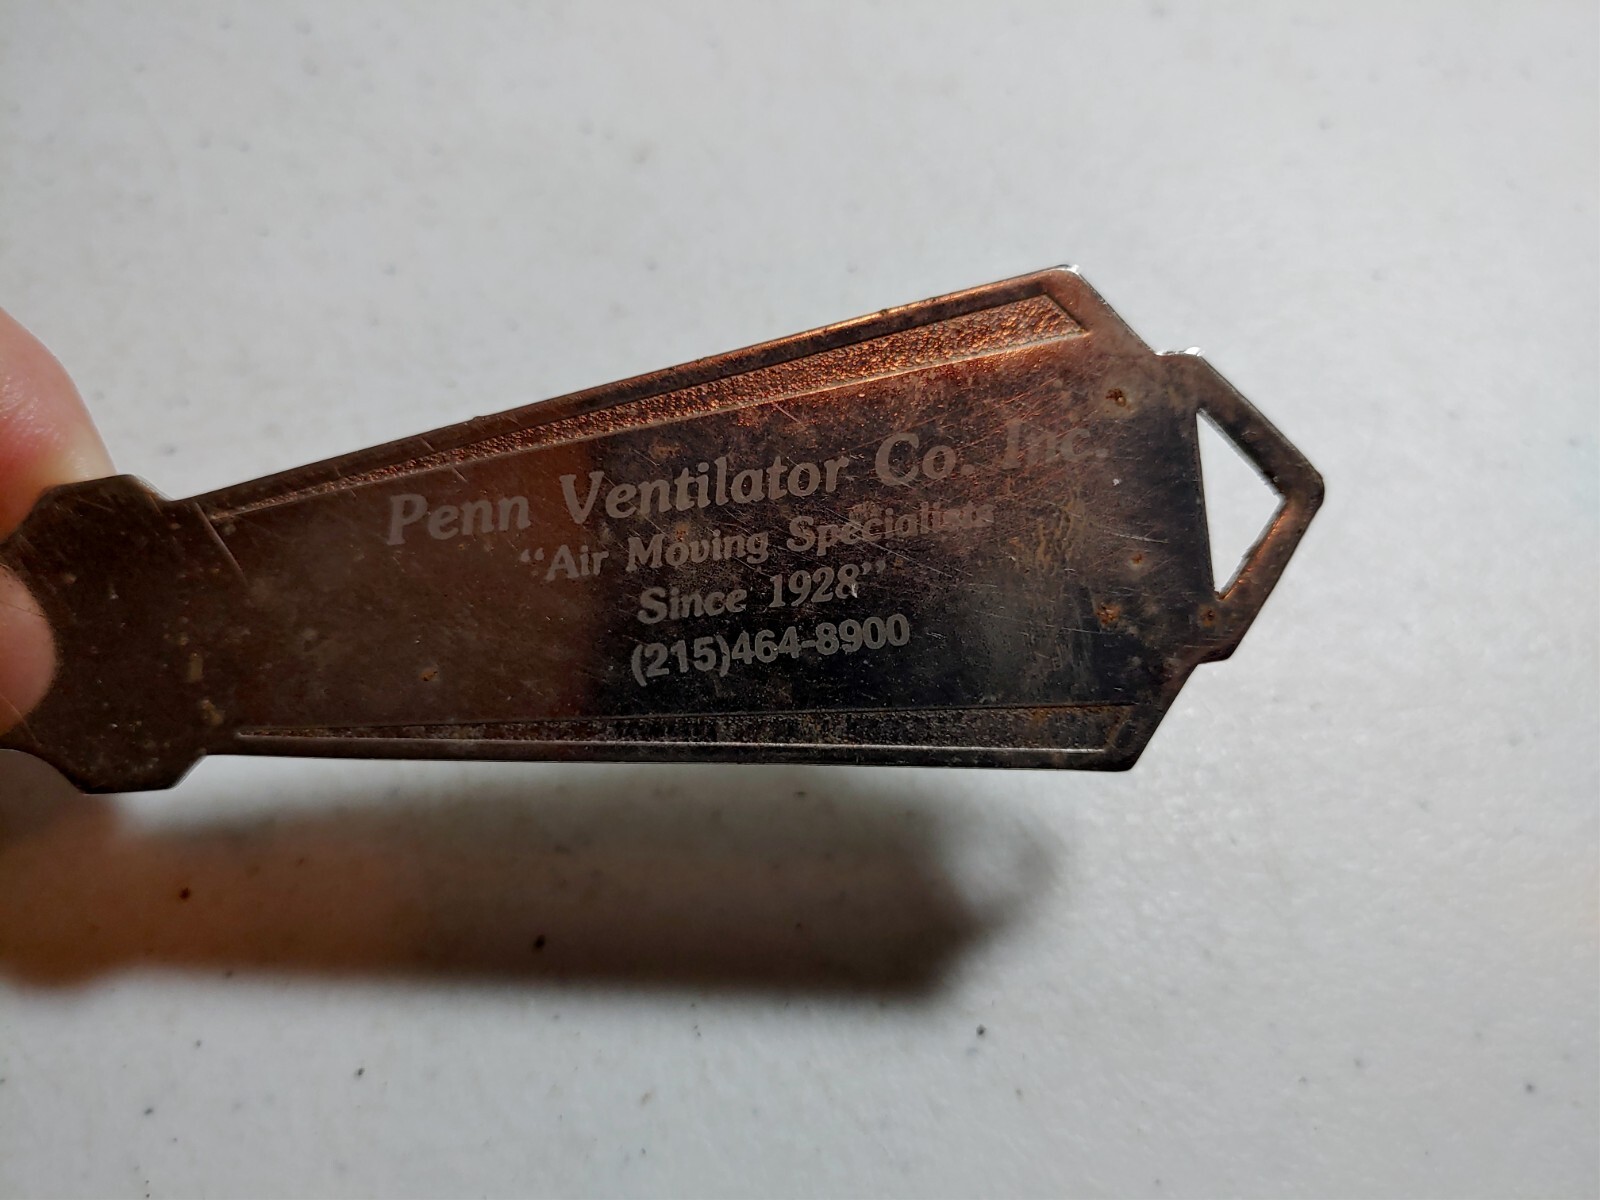 Penn Ventilator Co. Inc.
“Air Moving Specialists
Since 1928”
(215)464-8900